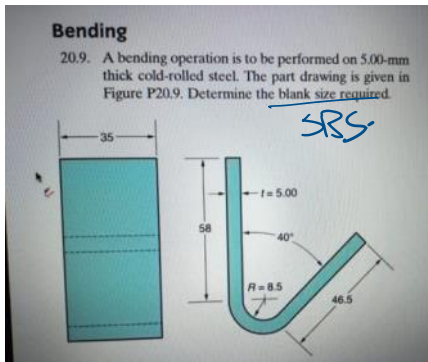 Bending
20.9. A bending operation is to be performed on 5.00-mm
thick cold-rolled steel. The part drawing is given in
Figure P20.9. Determine the blank size required.
SBS.
35
t = 5.00
58
40°
R = 8.5
46.5